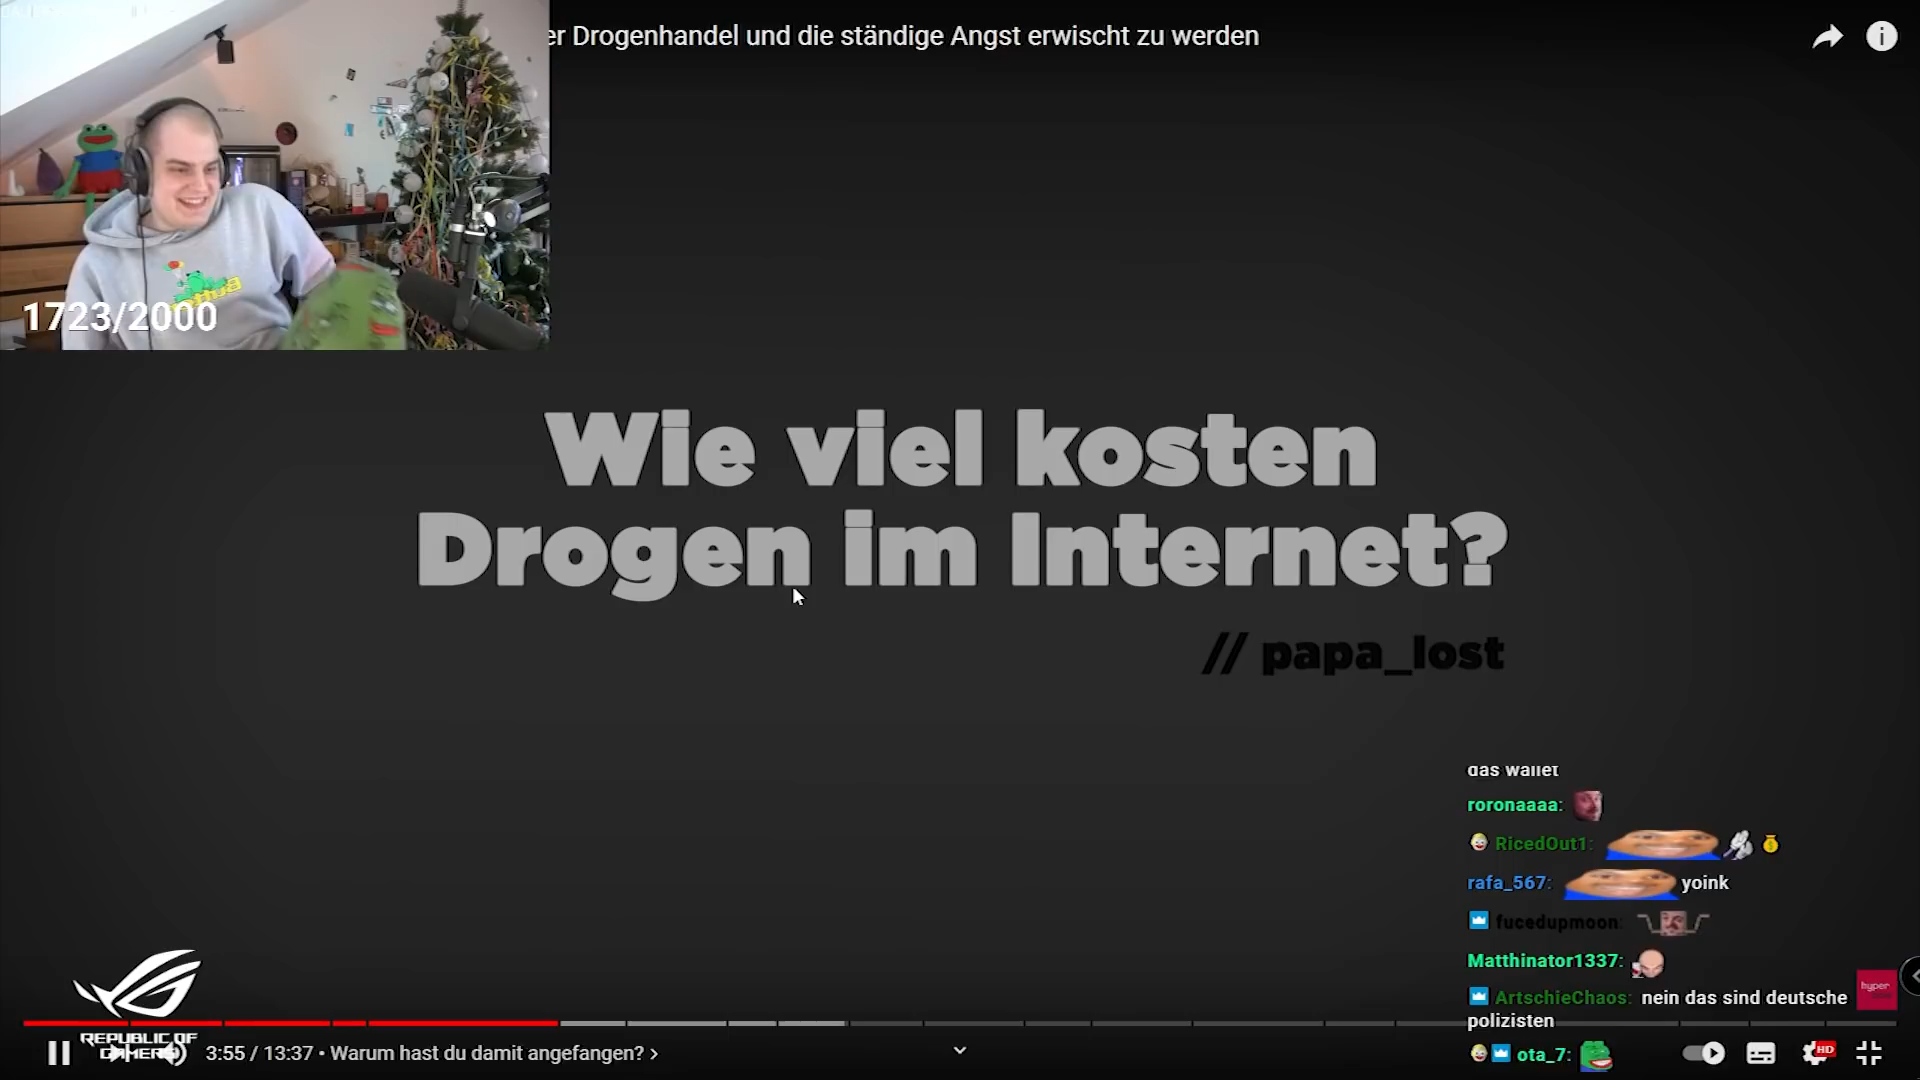 er Drogenhandel und die ständige Angst erwischt zu werden
1723/2000
Wie viel kosten
Drogen im Internet?
// papa_lost
das wallet
roronaaaa:
RicedOut1:
rafa_567: yoink
fucedupmoon:
Matthinator1337:
ArtschieChaos: nein das sind deutsche
polizisten
ota_7:
hyper
REPUBLIC OF
GAMERS
3:55 / 13:37 • Warum hast du damit angefangen? >
HD